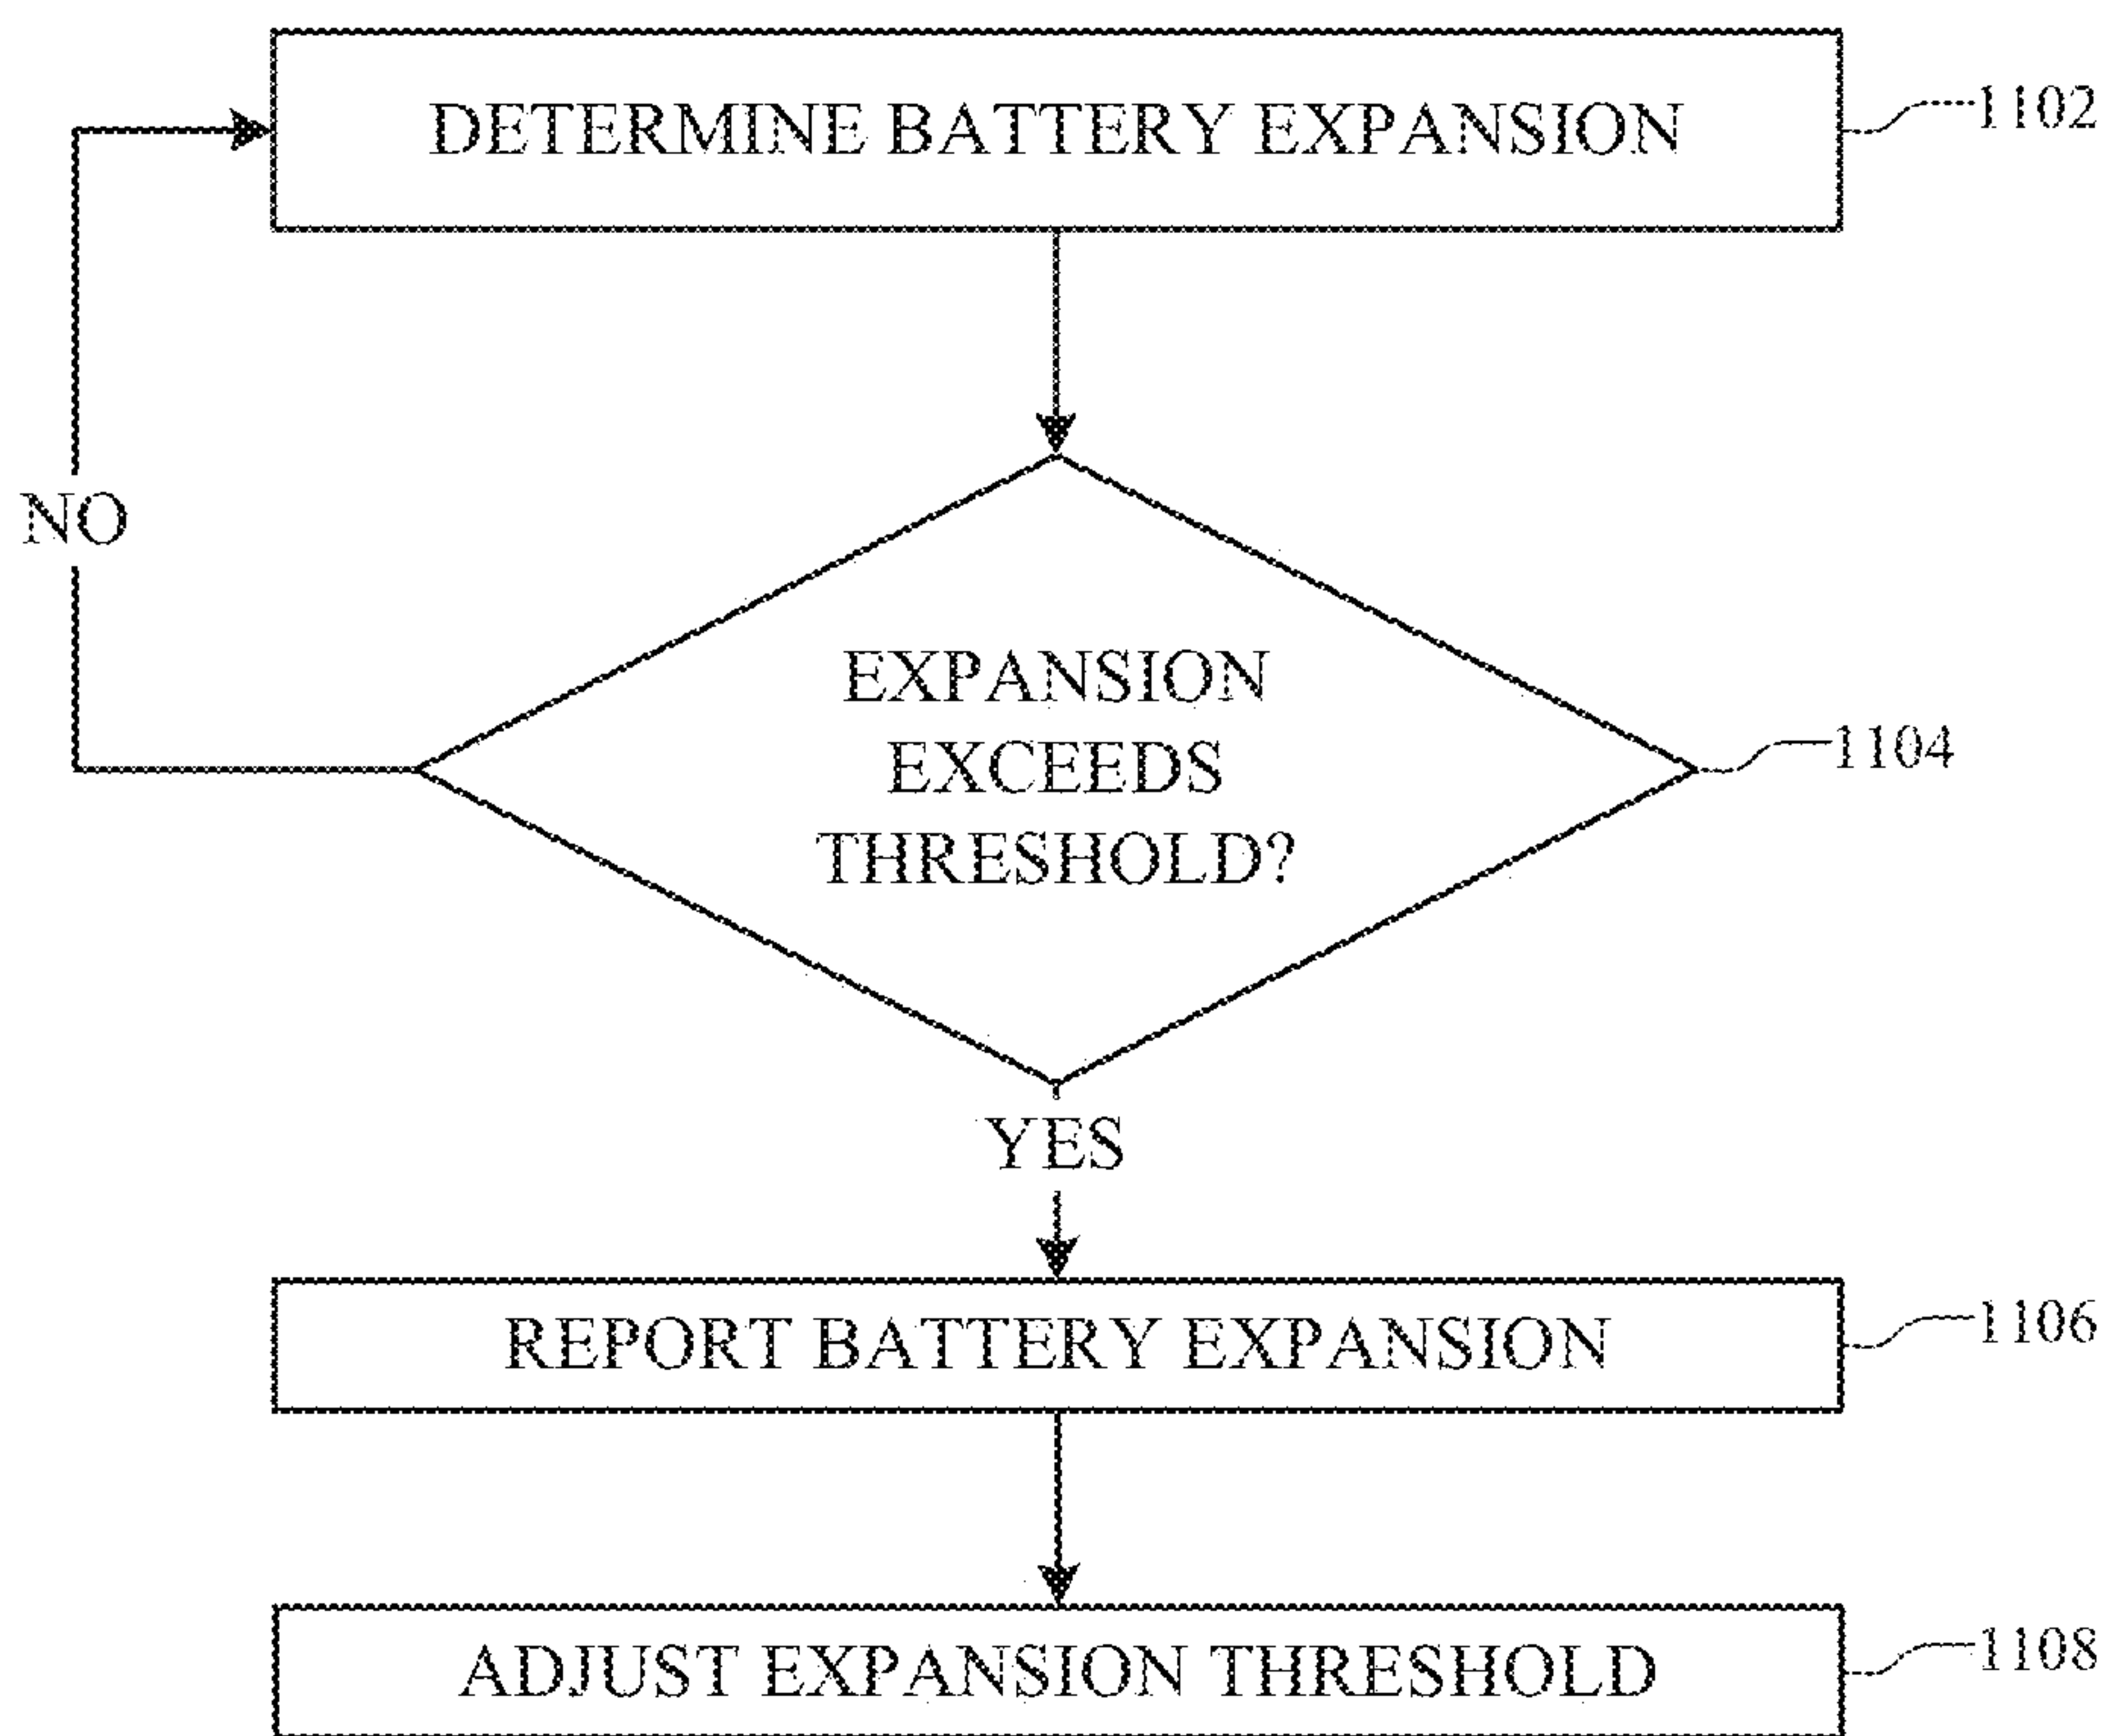 DETERMINE BATTERY EXPANSION
1102
NO
EXPANSION
EXCEEDS
THRESHOLD?
1104
YES
REPORT BATTERY EXPANSION
1106
ADJUST EXPANSION THRESHOLD
1108